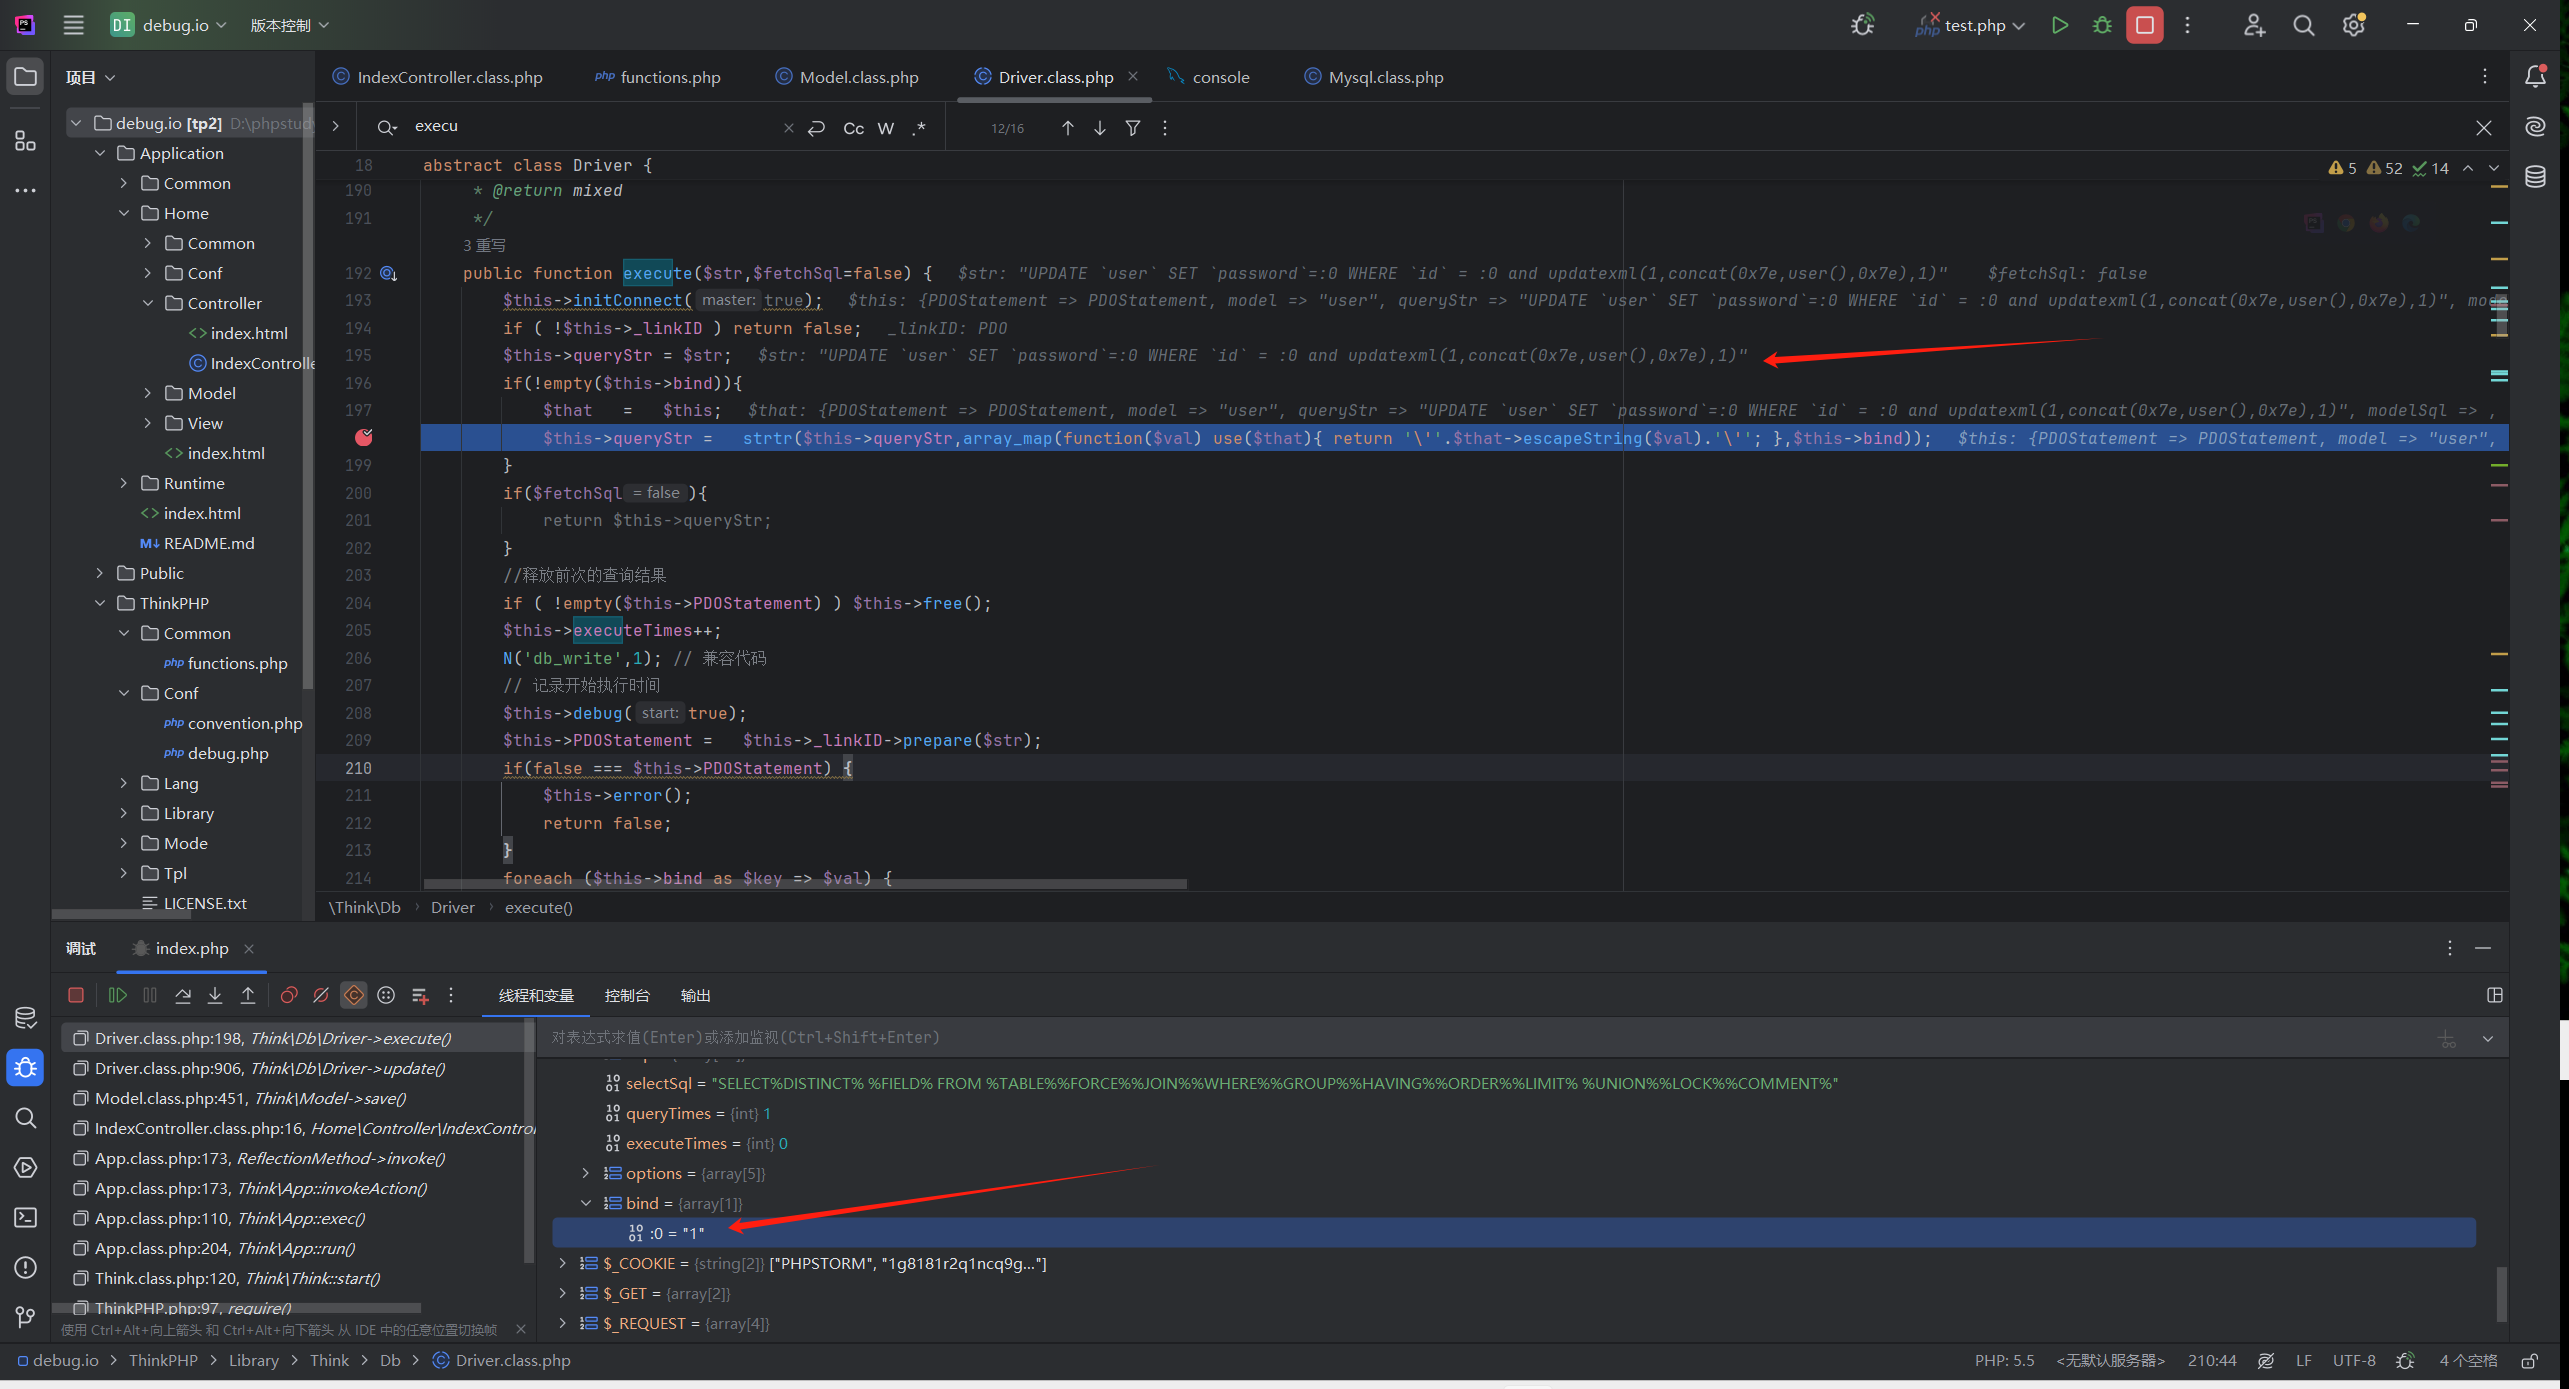 PS
DI debug.io 版本控制 php test.php
项目
IndexController.class.php php functions.php Model.class.php Driver.class.php console Mysql.class.php
execu Cc W .* 12/16
debug.io [tp2] D:\phpstudy
Application
Common
Home
Common
Conf
Controller
index.html
IndexControlle
Model
View
index.html
Runtime
index.html
M↓ README.md
Public
ThinkPHP
Common
php functions.php
Conf
php convention.php
php debug.php
Lang
Library
Mode
Tpl
LICENSE.txt
18 abstract class Driver { 5 52 14
190 * @return mixed
191 */
3 重写
192 public function execute($str,$fetchSql=false) { $str: "UPDATE `user` SET `password`=:0 WHERE `id` = :0 and updatexml(1,concat(0x7e,user(),0x7e),1)" $fetchSql: false
193 $this->initConnect( master: true); $this: {PDOStatement => PDOStatement, model => "user", queryStr => "UPDATE `user` SET `password`=:0 WHERE `id` = :0 and updatexml(1,concat(0x7e,user(),0x7e),1)", mod
194 if ( !$this->_linkID ) return false; _linkID: PDO
195 $this->queryStr = $str; $str: "UPDATE `user` SET `password`=:0 WHERE `id` = :0 and updatexml(1,concat(0x7e,user(),0x7e),1)"
196 if(!empty($this->bind)){
197 $that = $this; $that: {PDOStatement => PDOStatement, model => "user", queryStr => "UPDATE `user` SET `password`=:0 WHERE `id` = :0 and updatexml(1,concat(0x7e,user(),0x7e),1)", modelSql => ,
$this->queryStr = strtr($this->queryStr,array_map(function($val) use($that){ return '\''.$that->escapeString($val).'\''; },$this->bind)); $this: {PDOStatement => PDOStatement, model => "user",
199 }
200 if($fetchSql = false ){
201 return $this->queryStr;
202 }
203 //释放前次的查询结果
204 if ( !empty($this->PDOStatement) ) $this->free();
205 $this->executeTimes++;
206 N('db_write',1); // 兼容代码
207 // 记录开始执行时间
208 $this->debug( start: true);
209 $this->PDOStatement = $this->_linkID->prepare($str);
210 if(false === $this->PDOStatement) {
211 $this->error();
212 return false;
213 }
214 foreach ($this->bind as $key => $val) {
\Think\Db › Driver › execute()
调试 index.php
线程和变量 控制台 输出
Driver.class.php:198, Think\Db\Driver->execute()
Driver.class.php:906, Think\Db\Driver->update()
Model.class.php:451, Think\Model->save()
IndexController.class.php:16, Home\Controller\IndexContro
App.class.php:173, ReflectionMethod->invoke()
App.class.php:173, Think\App::invokeAction()
App.class.php:110, Think\App::exec()
App.class.php:204, Think\App::run()
Think.class.php:120, Think\Think::start()
ThinkPHP.php:97, require()
使用 Ctrl+Alt+向上箭头 和 Ctrl+Alt+向下箭头 从 IDE 中的任意位置切换帧
对表达式求值(Enter)或添加监视(Ctrl+Shift+Enter)
selectSql = "SELECT%DISTINCT% %FIELD% FROM %TABLE%%FORCE%%JOIN%%WHERE%%GROUP%%HAVING%%ORDER%%LIMIT% %UNION%%LOCK%%COMMENT%"
queryTimes = {int} 1
executeTimes = {int} 0
options = {array[5]}
bind = {array[1]}
:0 = "1"
$_COOKIE = {string[2]} ["PHPSTORM", "1g8181r2q1ncq9g..."]
$_GET = {array[2]}
$_REQUEST = {array[4]}
debug.io > ThinkPHP > Library > Think > Db > Driver.class.php PHP: 5.5 <无默认服务器> 210:44 LF UTF-8 4 个空格